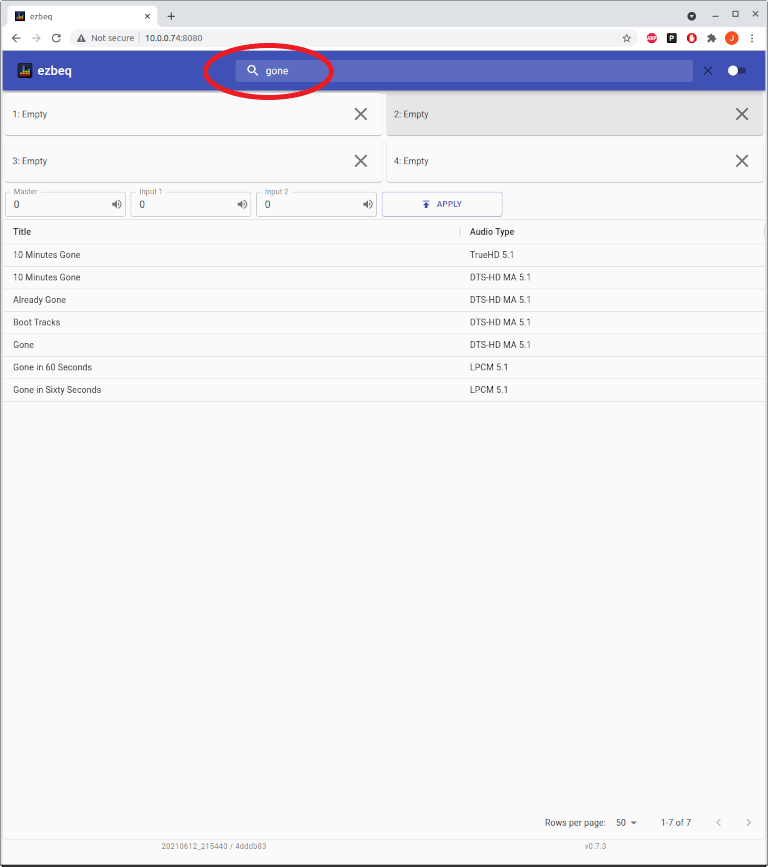 ezbeq
Not secure 10.0.0.74:8080 ABP P J
ezbeq gone
1: Empty 2: Empty
3: Empty 4: Empty
Master Input 1 Input 2
0 0 0 APPLY
Title Audio Type
10 Minutes Gone TrueHD 5.1
10 Minutes Gone DTS-HD MA 5.1
Already Gone DTS-HD MA 5.1
Boot Tracks DTS-HD MA 5.1
Gone DTS-HD MA 5.1
Gone in 60 Seconds LPCM 5.1
Gone in Sixty Seconds LPCM 5.1
Rows per page: 50 1-7 of 7
20210612_215440 / 4dddb83 v0.7.3